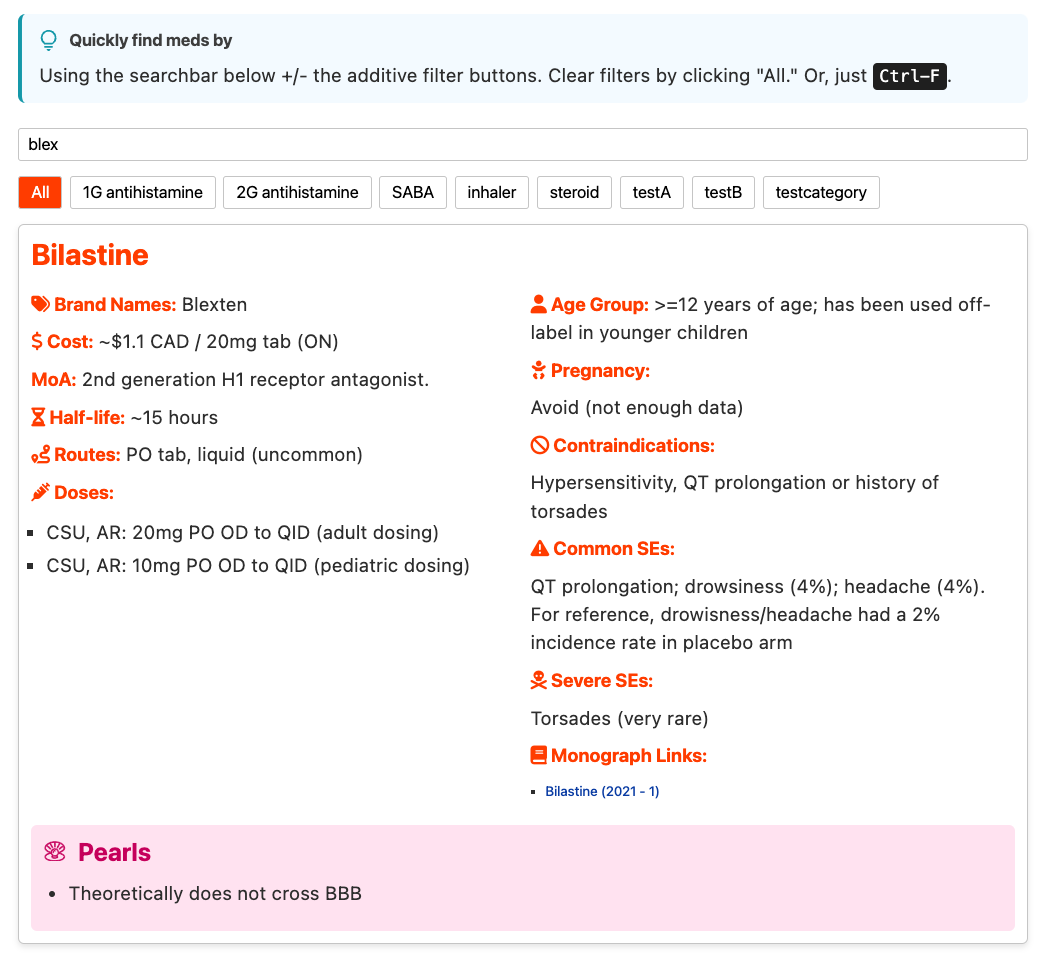 Quickly find meds by
Using the searchbar below +/- the additive filter buttons. Clear filters by clicking "All." Or, just Ctrl-F.
blex
All 1G antihistamine 2G antihistamine SABA inhaler steroid testA testB testcategory
Bilastine
Brand Names: Blexten
Cost: ~$1.1 CAD / 20mg tab (ON)
MoA: 2nd generation H1 receptor antagonist.
Half-life: ~15 hours
Routes: PO tab, liquid (uncommon)
Doses:
CSU, AR: 20mg PO OD to QID (adult dosing)
CSU, AR: 10mg PO OD to QID (pediatric dosing)
Age Group: >=12 years of age; has been used off-
label in younger children
Pregnancy:
Avoid (not enough data)
Contraindications:
Hypersensitivity, QT prolongation or history of
torsades
Common SEs:
QT prolongation; drowsiness (4%); headache (4%).
For reference, drowisness/headache had a 2%
incidence rate in placebo arm
Severe SEs:
Torsades (very rare)
Monograph Links:
Bilastine (2021 - 1)
Pearls
Theoretically does not cross BBB